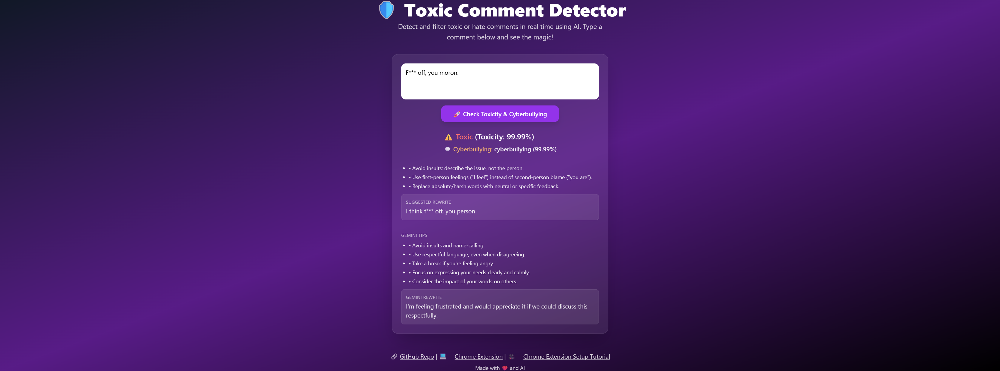 Toxic Comment Detector
Detect and filter toxic or hate comments in real time using AI. Type a
comment below and see the magic!
F*** off, you moron.
🚀 Check Toxicity & Cyberbullying
⚠️ Toxic (Toxicity: 99.99%)
💬 Cyberbullying: cyberbullying (99.99%)
• • Avoid insults; describe the issue, not the person.
• • Use first-person feelings ("I feel") instead of second-person blame ("you are").
• • Replace absolute/harsh words with neutral or specific feedback.
SUGGESTED REWRITE
I think f*** off, you person
GEMINI TIPS
• • Avoid insults and name-calling.
• • Use respectful language, even when disagreeing.
• • Take a break if you're feeling angry.
• • Focus on expressing your needs clearly and calmly.
• • Consider the impact of your words on others.
GEMINI REWRITE
I'm feeling frustrated and would appreciate it if we could discuss this
respectfully.
🔗 GitHub Repo | 💻 Chrome Extension | 🎥 Chrome Extension Setup Tutorial
Made with ❤️ and AI